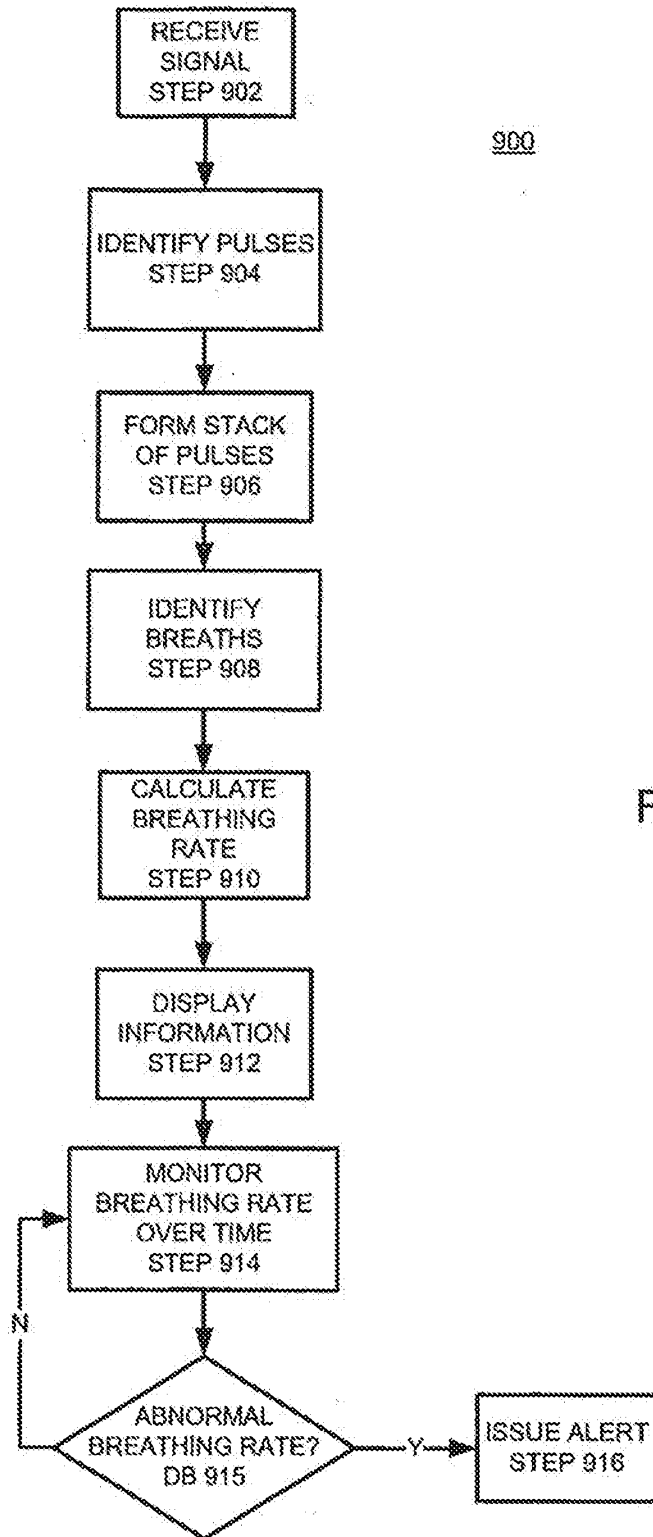 RECEIVE
SIGNAL
STEP 902
900
IDENTIFY PULSES
STEP 904
FORM STACK
OF PULSES
STEP 906
IDENTIFY
BREATHS
STEP 908
CALCULATE
BREATHING
RATE
STEP 910
F
DISPLAY
INFORMATION
STEP 912
MONITOR
BREATHING RATE
OVER TIME
STEP 914
N
ABNORMAL
BREATHING RATE?
DB 915
Y
ISSUE ALERT
STEP 916